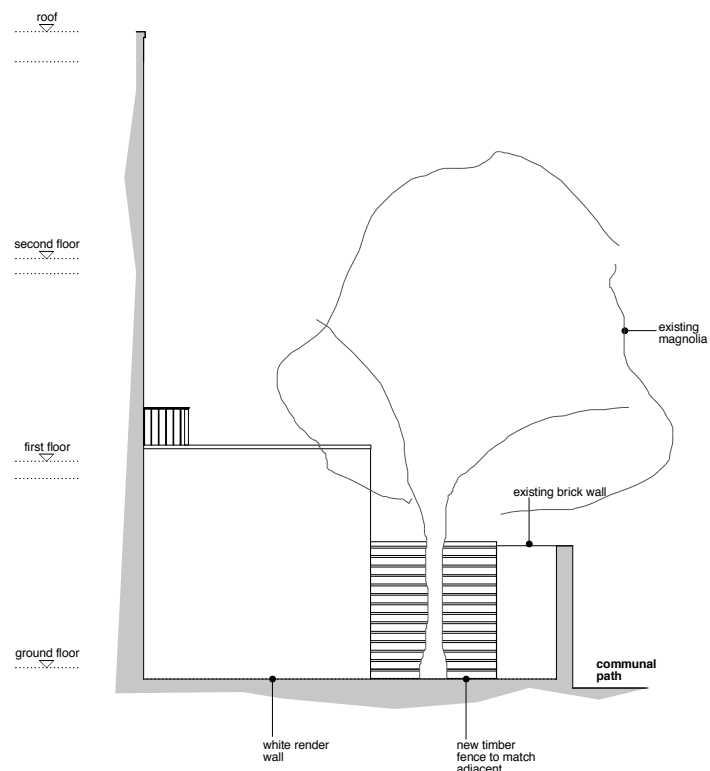 roof
second floor
existing
magnolia
first floor
existing brick wall
ground floor
communal
path
white render
wall
new timber
fence to match
adjacent